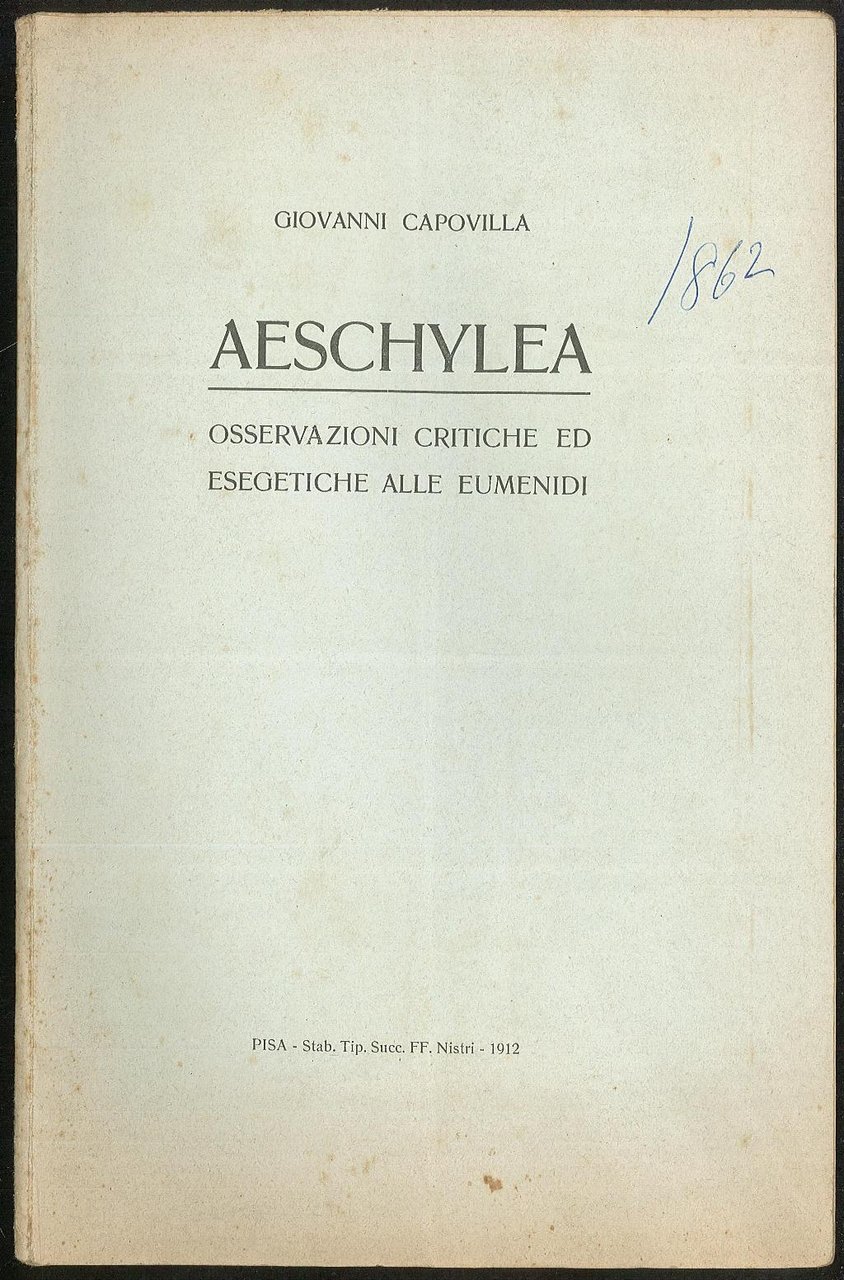 GIOVANNI CAPOVILLA
1862
AESCHYLEA
OSSERVAZIONI CRITICHE ED
ESEGETICHE ALLE EUMENIDI
PISA - Stab. Tip. Succ. FF. Nistri - 1912